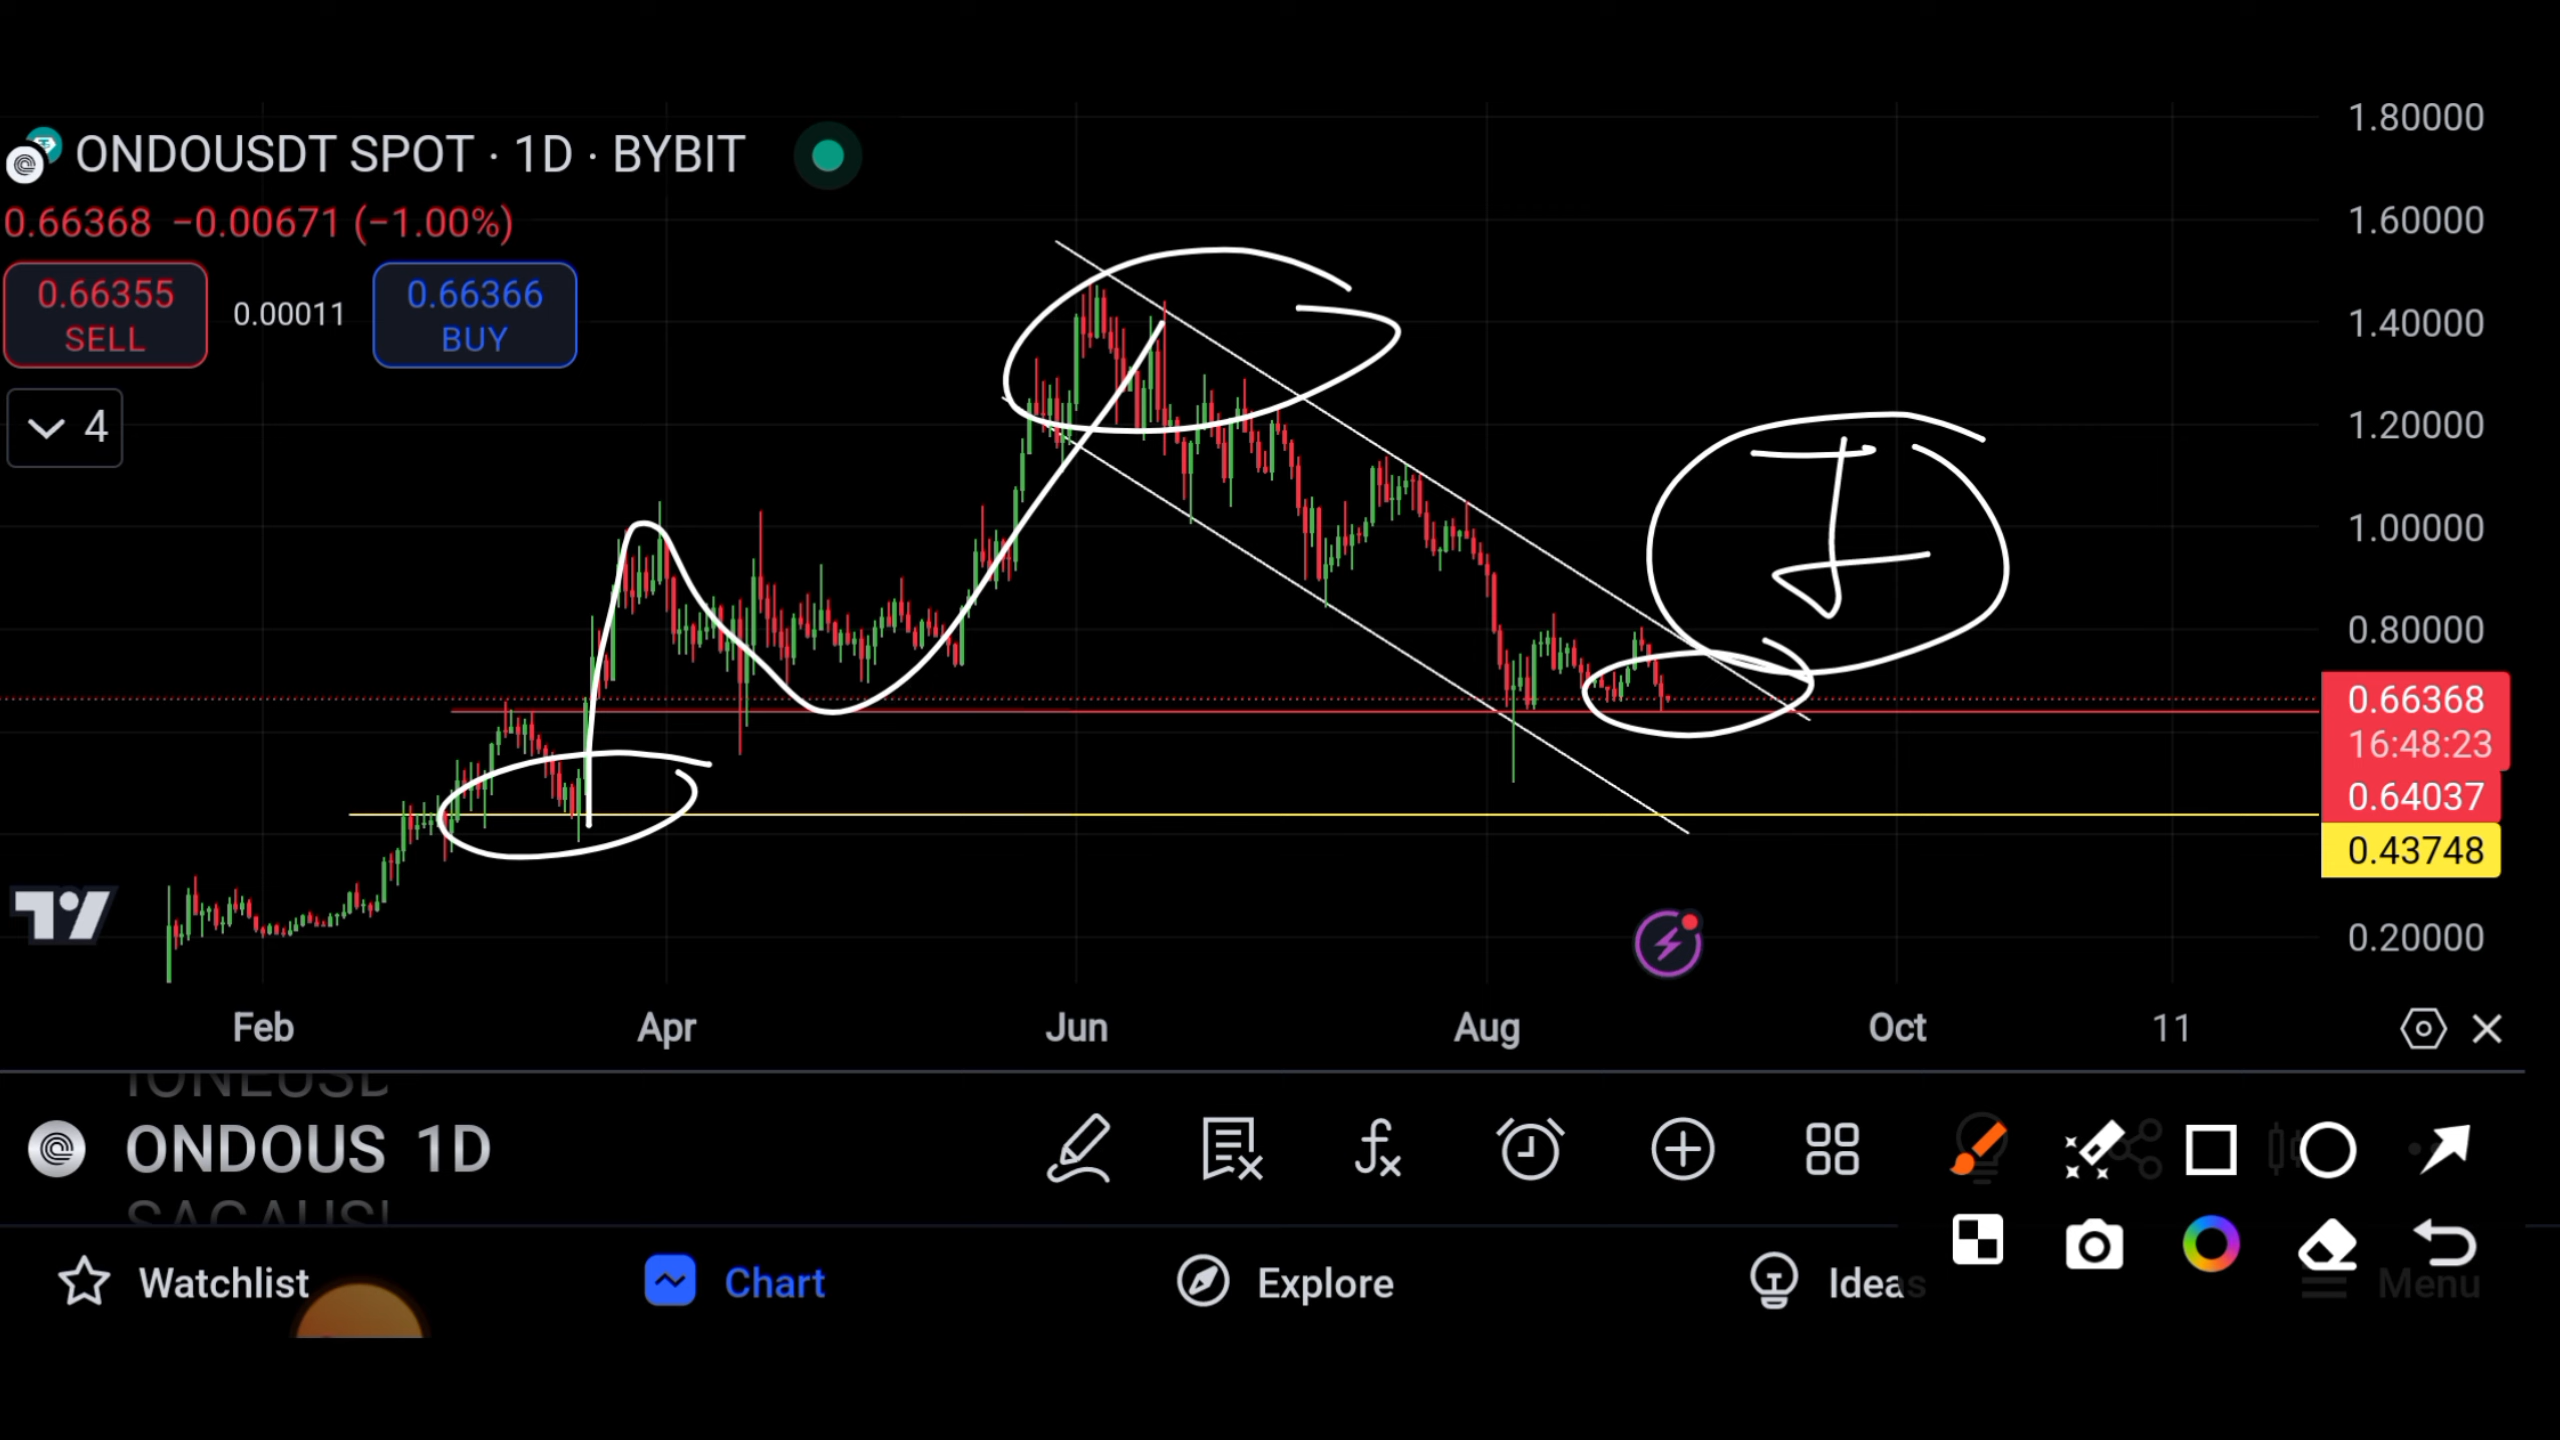 ONDOUSDT SPOT · 1D · BYBIT
0.66368 −0.00671 (−1.00%)
0.66355 SELL
0.00011
0.66366 BUY
4
1.80000
1.60000
1.40000
1.20000
1.00000
0.80000
0.66368
16:48:23
0.64037
0.43748
0.20000
Feb Apr Jun Aug Oct 11
ONDOUS 1D
Watchlist Chart Explore Ideas Menu